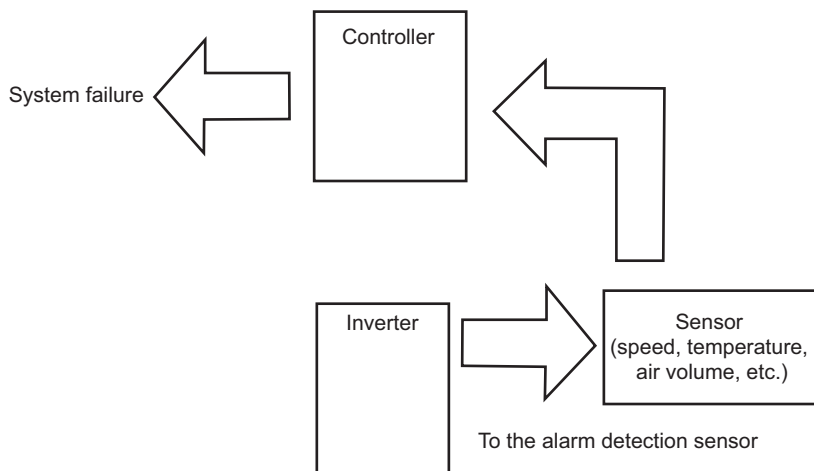 Controller
System failure
Inverter
Sensor
(speed, temperature,
air volume, etc.)
To the alarm detection sensor